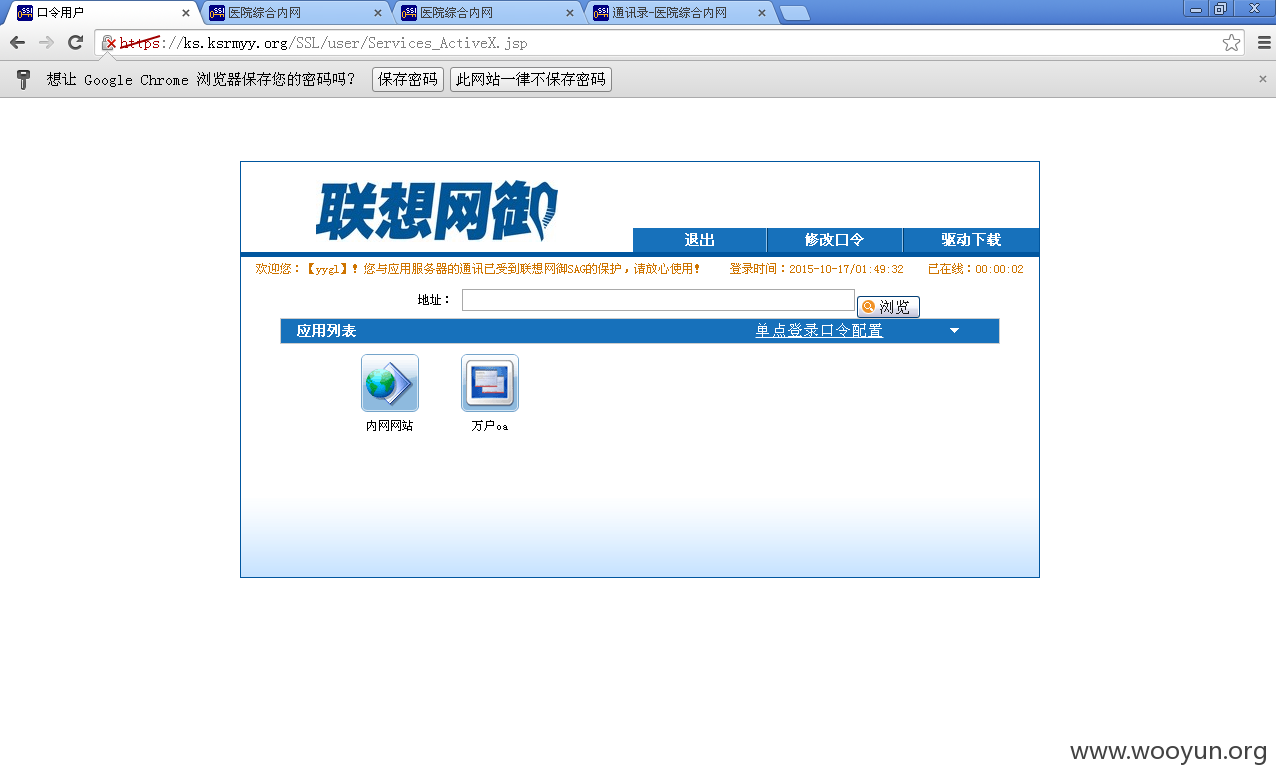 口令用户
医院综合内网
医院综合内网
通讯录-医院综合内网
https://ks.ksrmyy.org/SSL/user/Services_ActiveX.jsp
想让 Google Chrome 浏览器保存您的密码吗？ 保存密码 此网站一律不保存密码
联想网御
退出 修改口令 驱动下载
欢迎您：【yygl】！您与应用服务器的通讯已受到联想网御SAG的保护，请放心使用！ 登录时间：2015-10-17/01:49:32 已在线：00:00:02
地址： 浏览
应用列表 单点登录口令配置
内网网站 万户oa
www.wooyun.org